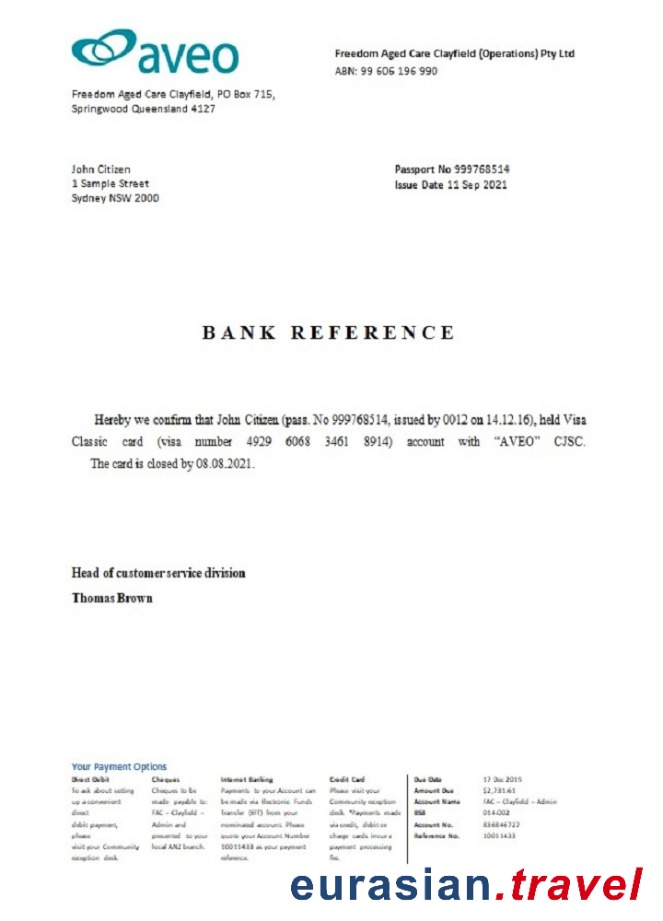 aveo
Freedom Aged Care Clayfield (Operations) Pty Ltd
ABN: 99 606 196 990
Freedom Aged Care Clayfield, PO Box 715,
Springwood Queensland 4127
John Citizen
1 Sample Street
Sydney NSW 2000
Passport No 999768514
Issue Date 11 Sep 2021
BANK REFERENCE
Hereby we confirm that John Citizen (pass. No 999768514, issued by 0012 on 14.12.16), held Visa
Classic card (visa number 4929 6068 3461 8914) account with “AVEO” CJSC.
The card is closed by 08.08.2021.
Head of customer service division
Thomas Brown
Your Payment Options
Direct Debit
To ask about setting
up a convenient
direct
debit payment,
please
visit your Community
reception desk.
Cheques
Cheques to be
made payable to:
FAC – Clayfield –
Admin and
presented to your
local ANZ branch.
Internet Banking
Payments to your Account can
be made via Electronic Funds
Transfer (EFT) from your
nominated account. Please
quote your Account Number
10011433 as your payment
reference.
Credit Card
Please visit your
Community reception
desk. *Payments made
via credit, debit or
charge cards incur a
payment processing
fee.
Due Date 17 Dec 2019
Amount Due $2,731.61
Account Name FAC – Clayfield – Admin
BSB 014-002
Account No. 836846727
Reference No. 10011433
eurasian.travel